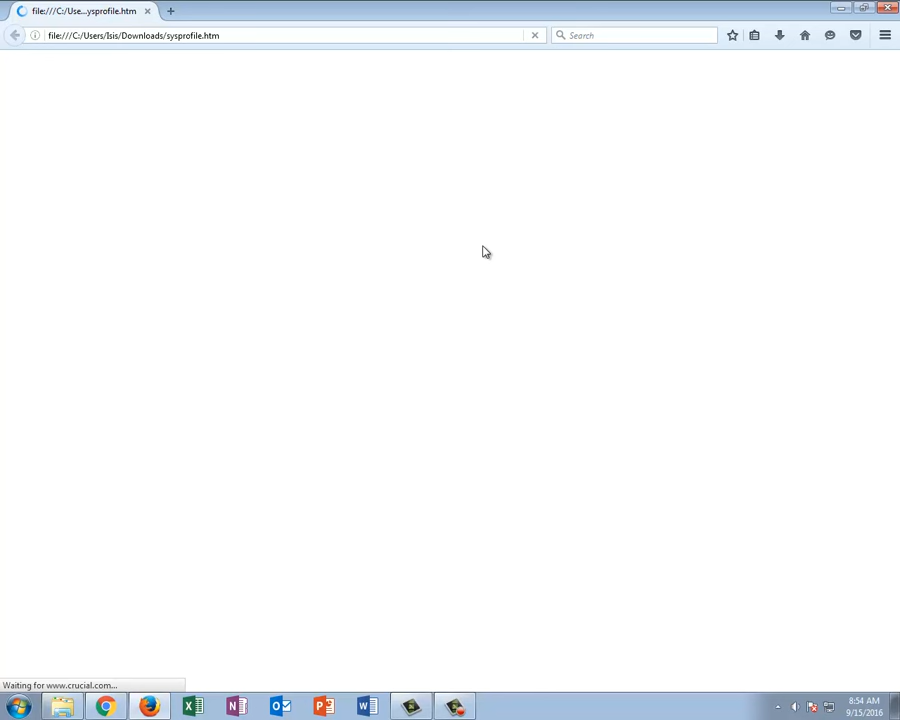 file:///C:/Use...ysprofile.htm
file:///C:/Users/Isis/Downloads/sysprofile.htm
Search
Waiting for www.crucial.com...
8:54 AM
9/15/2016